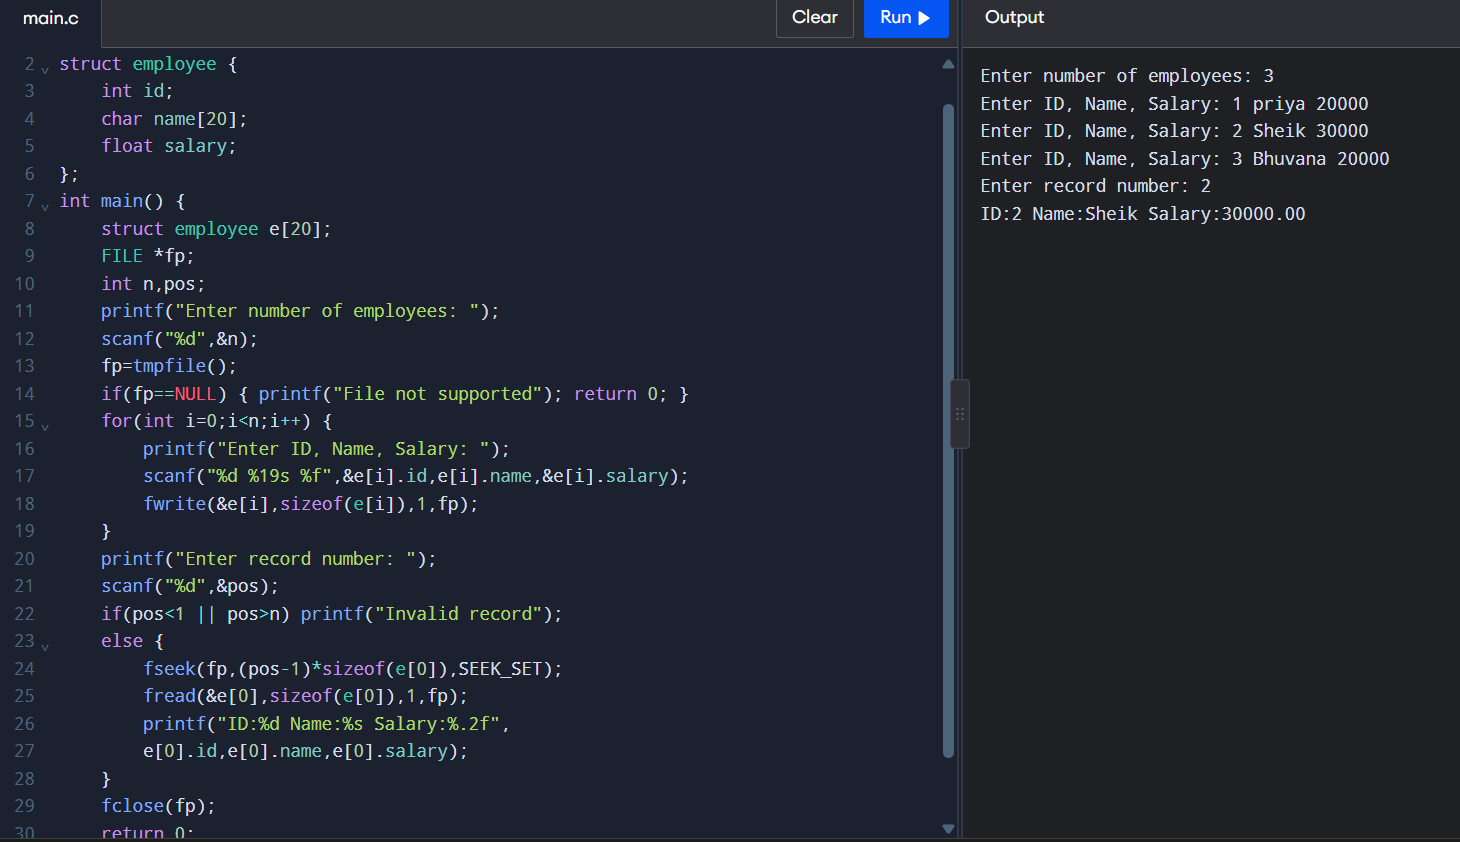 main.c
Clear
Run
Output
2 struct employee {
3 int id;
4 char name[20];
5 float salary;
6 };
7 int main() {
8 struct employee e[20];
9 FILE *fp;
10 int n,pos;
11 printf("Enter number of employees: ");
12 scanf("%d",&n);
13 fp=tmpfile();
14 if(fp==NULL) { printf("File not supported"); return 0; }
15 for(int i=0;i<n;i++) {
16 printf("Enter ID, Name, Salary: ");
17 scanf("%d %19s %f",&e[i].id,e[i].name,&e[i].salary);
18 fwrite(&e[i],sizeof(e[i]),1,fp);
19 }
20 printf("Enter record number: ");
21 scanf("%d",&pos);
22 if(pos<1 || pos>n) printf("Invalid record");
23 else {
24 fseek(fp,(pos-1)*sizeof(e[0]),SEEK_SET);
25 fread(&e[0],sizeof(e[0]),1,fp);
26 printf("ID:%d Name:%s Salary:%.2f",
27 e[0].id,e[0].name,e[0].salary);
28 }
29 fclose(fp);
30 return 0;
Enter number of employees: 3
Enter ID, Name, Salary: 1 priya 20000
Enter ID, Name, Salary: 2 Sheik 30000
Enter ID, Name, Salary: 3 Bhuvana 20000
Enter record number: 2
ID:2 Name:Sheik Salary:30000.00